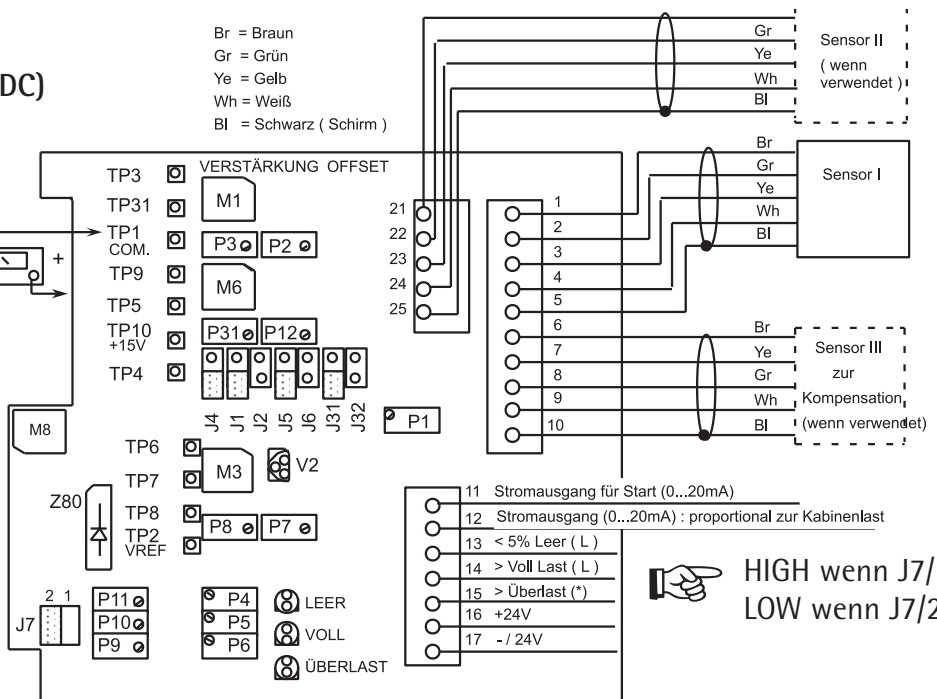 Br = Braun
Gr = Grün
Ye = Gelb
Wh = Weiß
Bl = Schwarz ( Schirm )
DC)
Gr
Ye
Wh
Bl
Sensor II
( wenn
verwendet )
VERSTÄRKUNG OFFSET
TP3
TP31
TP1
COM.
TP9
TP5
TP10
+15V
TP4
+
M1
P3 P2
M6
P31 P12
J4 J1 J2 J5 J6 J31 J32
P1
21
22
23
24
25
1
2
3
4
5
6
7
8
9
10
Br
Gr
Ye
Wh
Bl
Sensor I
Br
Ye
Gr
Wh
Bl
Sensor III
zur
Kompensation
(wenn verwendet)
M8
TP6
TP7
M3
V2
Z80
TP8
TP2
VREF
P8 P7
2 1
J7
P11
P10
P9
P4
P5
P6
LEER
VOLL
ÜBERLAST
11 Stromausgang für Start (0...20mA)
12 Stromausgang (0...20mA) : proportional zur Kabinenlast
13 < 5% Leer ( L )
14 > Voll Last ( L )
15 > Überlast (*)
16 +24V
17 - / 24V
HIGH wenn J7/
LOW wenn J7/2